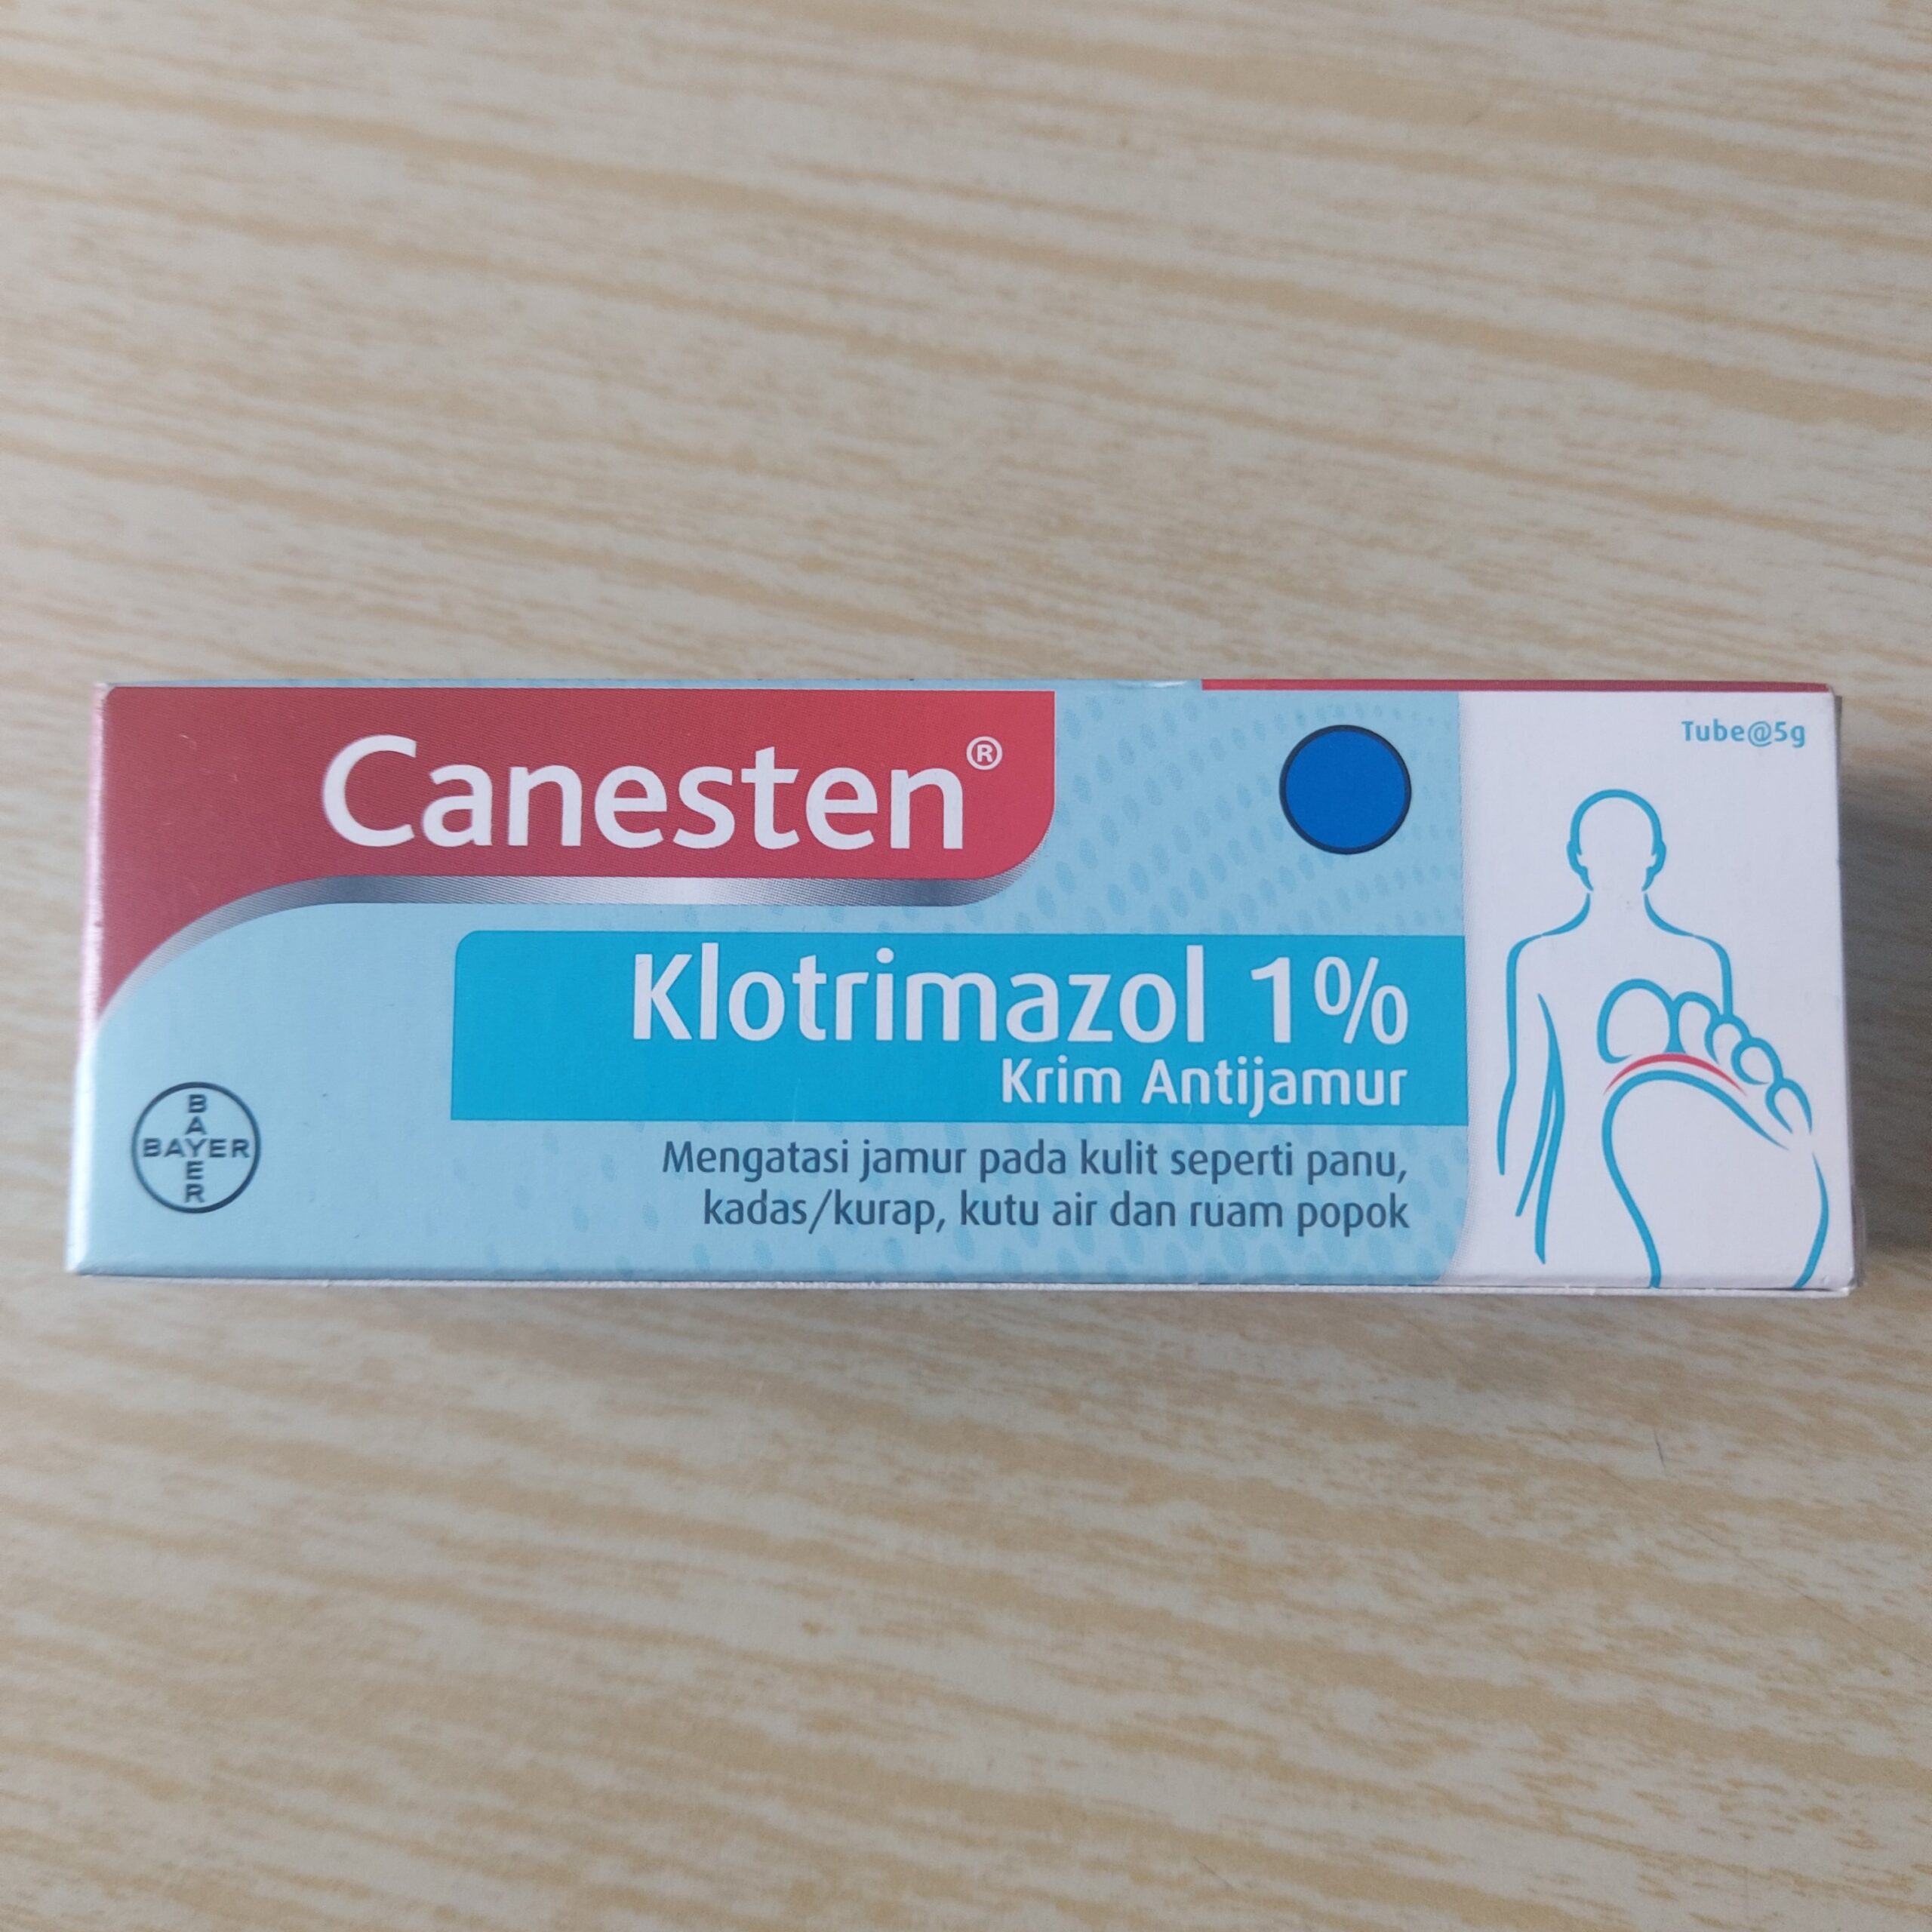 Canesten®
Tube@5g
Klotrimazol 1%
Krim Antijamur
Mengatasi jamur pada kulit seperti panu,
kadas/kurap, kutu air dan ruam popok
BAYER
BAYER